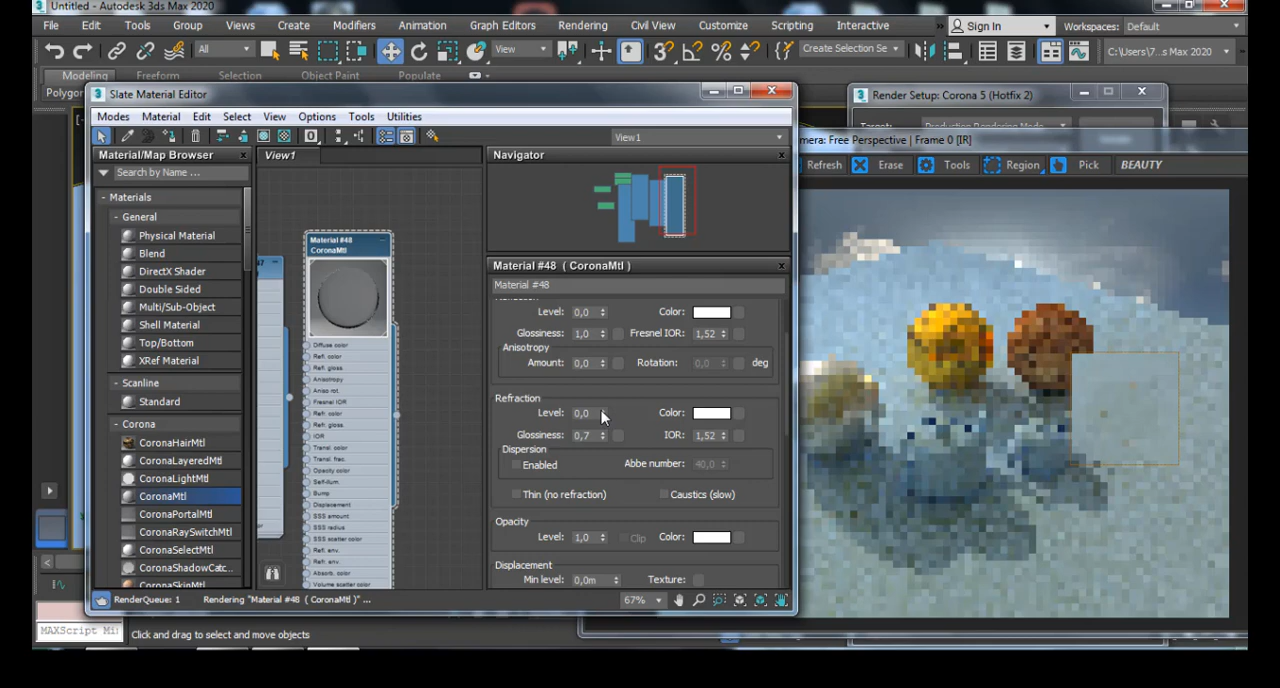 Untitled - Autodesk 3ds Max 2020
File Edit Tools Group Views Create Modifiers Animation Graph Editors Rendering Civil View Customize Scripting Interactive » Sign In Workspaces: Default
All View Create Selection Se C:\Users\7...s Max 2020
Modeling Freeform Selection Object Paint Populate
Polygo
Slate Material Editor
Modes Material Edit Select View Options Tools Utilities
View1
Material/Map Browser
Search by Name ...
- Materials
- General
Physical Material
Blend
DirectX Shader
Double Sided
Multi/Sub-Object
Shell Material
Top/Bottom
XRef Material
- Scanline
Standard
- Corona
CoronaHairMtl
CoronaLayeredMtl
CoronaLightMtl
CoronaMtl
CoronaPortalMtl
CoronaRaySwitchMtl
CoronaSelectMtl
CoronaShadowCatc...
CoronaSkinMtl
View1
Material #48
CoronaMtl
Diffuse color
Refl. color
Refl. gloss.
Anisotropy
Aniso rot.
Fresnel IOR
Refr. color
Refr. gloss.
IOR
Transl. color
Transl. frac.
Opacity color
Self-illum.
Bump
Displacement
SSS amount
SSS radius
SSS scatter color
Refl. env.
Refr. env.
Absorb. color
Volume scatter color
Navigator
Material #48 ( CoronaMtl )
Material #48
Level: 0,0 Color:
Glossiness: 1,0 Fresnel IOR: 1,52
Anisotropy
Amount: 0,0 Rotation: 0,0 deg
Refraction
Level: 0,0 Color:
Glossiness: 0,7 IOR: 1,52
Dispersion
Enabled Abbe number: 40,0
Thin (no refraction) Caustics (slow)
Opacity
Level: 1,0 Clip Color:
Displacement
Min level: 0,0m Texture:
RenderQueue: 1 Rendering "Material #48 ( CoronaMtl )" ...
67%
Render Setup: Corona 5 (Hotfix 2)
Target: Production Rendering Mode
mera: Free Perspective | Frame 0 [IR]
Refresh Erase Tools Region Pick BEAUTY
MAXScript Mi
Click and drag to select and move objects